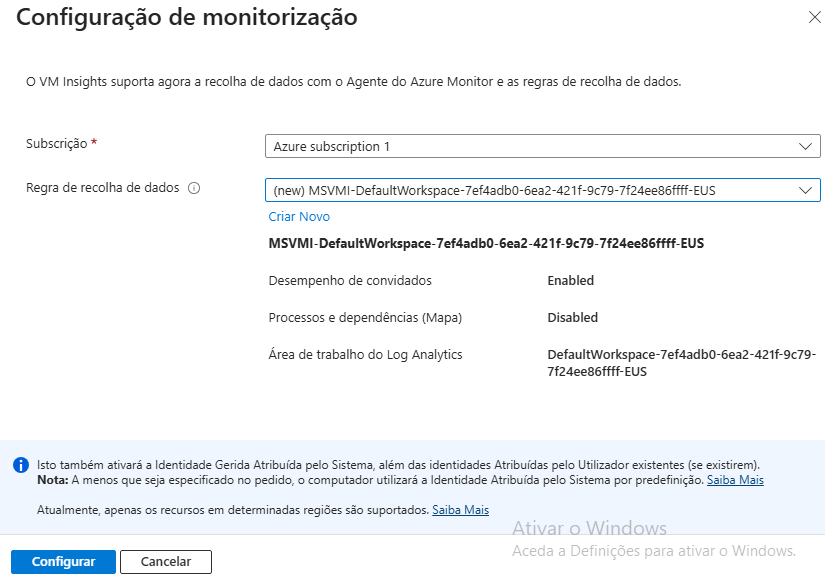 Configuração de monitorização
O VM Insights suporta agora a recolha de dados com o Agente do Azure Monitor e as regras de recolha de dados.
Subscrição *
Azure subscription 1
Regra de recolha de dados
(new) MSVMI-DefaultWorkspace-7ef4adb0-6ea2-421f-9c79-7f24ee86ffff-EUS
Criar Novo
MSVMI-DefaultWorkspace-7ef4adb0-6ea2-421f-9c79-7f24ee86ffff-EUS
Desempenho de convidados Enabled
Processos e dependências (Mapa) Disabled
Área de trabalho do Log Analytics DefaultWorkspace-7ef4adb0-6ea2-421f-9c79-
7f24ee86ffff-EUS
Isto também ativará a Identidade Gerida Atribuída pelo Sistema, além das identidades Atribuídas pelo Utilizador existentes (se existirem).
Nota: A menos que seja especificado no pedido, o computador utilizará a Identidade Atribuída pelo Sistema por predefinição. Saiba Mais
Atualmente, apenas os recursos em determinadas regiões são suportados. Saiba Mais
Ativar o Windows
Aceda a Definições para ativar o Windows.
Configurar
Cancelar